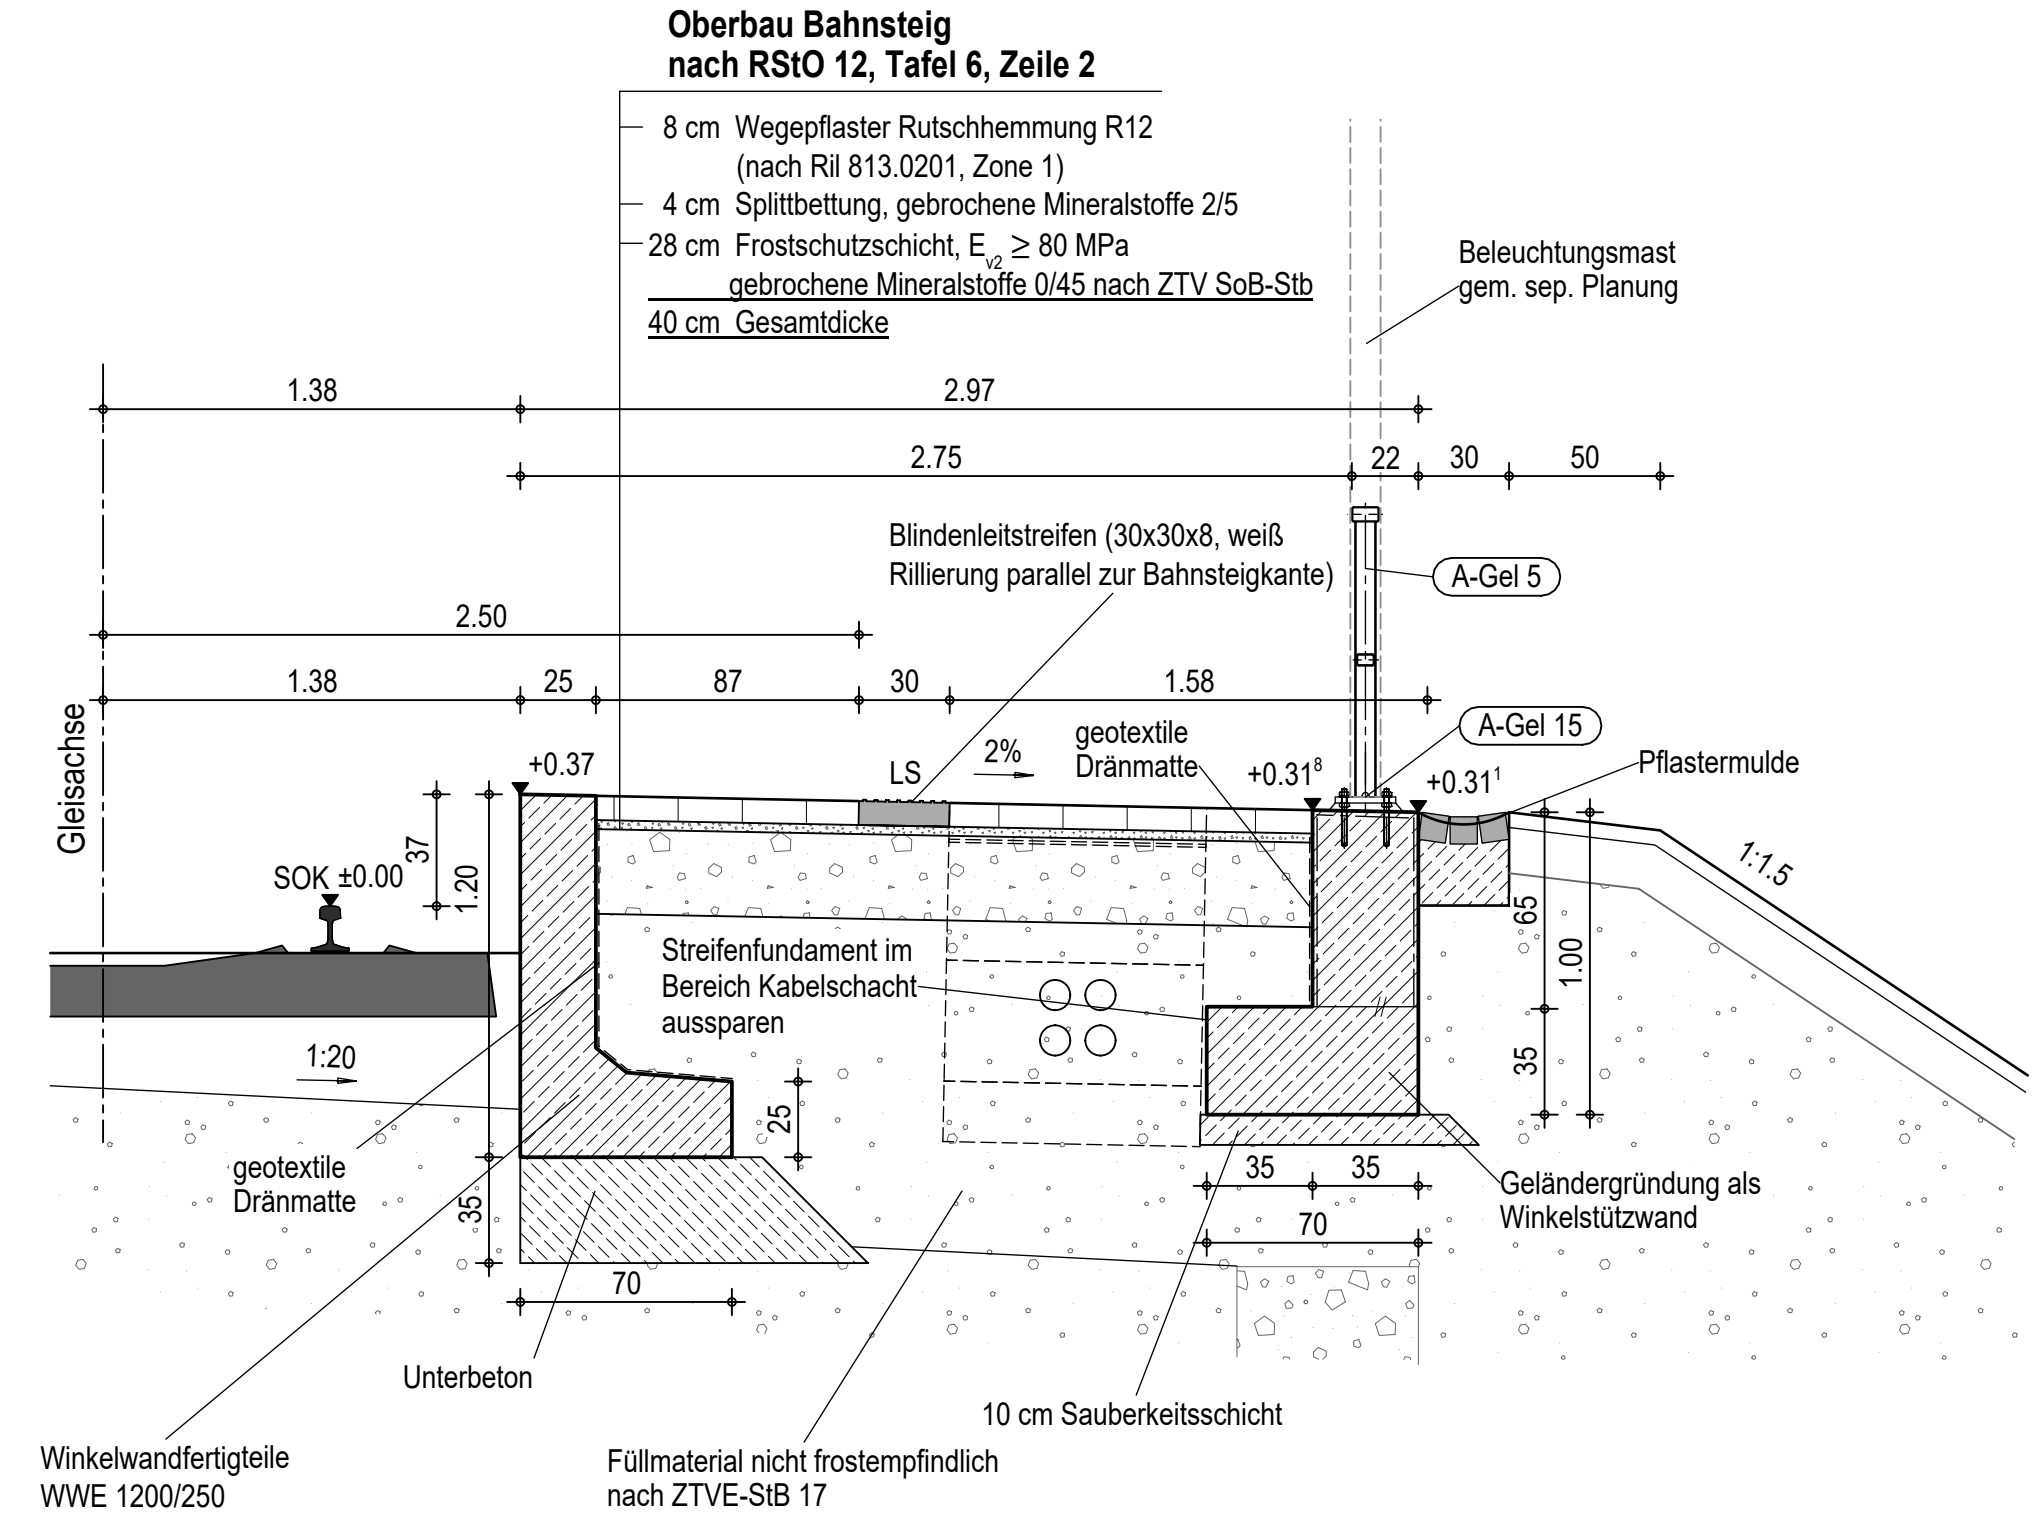 Oberbau Bahnsteig
nach RStO 12, Tafel 6, Zeile 2
8 cm Wegepflaster Rutschhemmung R12
(nach Ril 813.0201, Zone 1)
4 cm Splittbettung, gebrochene Mineralstoffe 2/5
28 cm Frostschutzschicht, Ev2 ≥ 80 MPa
gebrochene Mineralstoffe 0/45 nach ZTV SoB-Stb
40 cm Gesamtdicke
Beleuchtungsmast
gem. sep. Planung
1.38 2.97
2.75 22 30 50
Blindenleitstreifen (30x30x8, weiß
Rillierung parallel zur Bahnsteigkante)
A-Gel 5
2.50
1.38 25 87 30 1.58
Gleisachse
A-Gel 15
geotextile
Dränmatte
Pflastermulde
+0.37
LS
2%
+0.31⁸
+0.31¹
37
1.20
SOK ±0.00
1:1.5
65
1.00
Streifenfundament im
Bereich Kabelschacht
aussparen
1:20
25
35
geotextile
Dränmatte
35
35 35
70
Geländergründung als
Winkelstützwand
70
Unterbeton
10 cm Sauberkeitsschicht
Winkelwandfertigteile
WWE 1200/250
Füllmaterial nicht frostempfindlich
nach ZTVE-StB 17